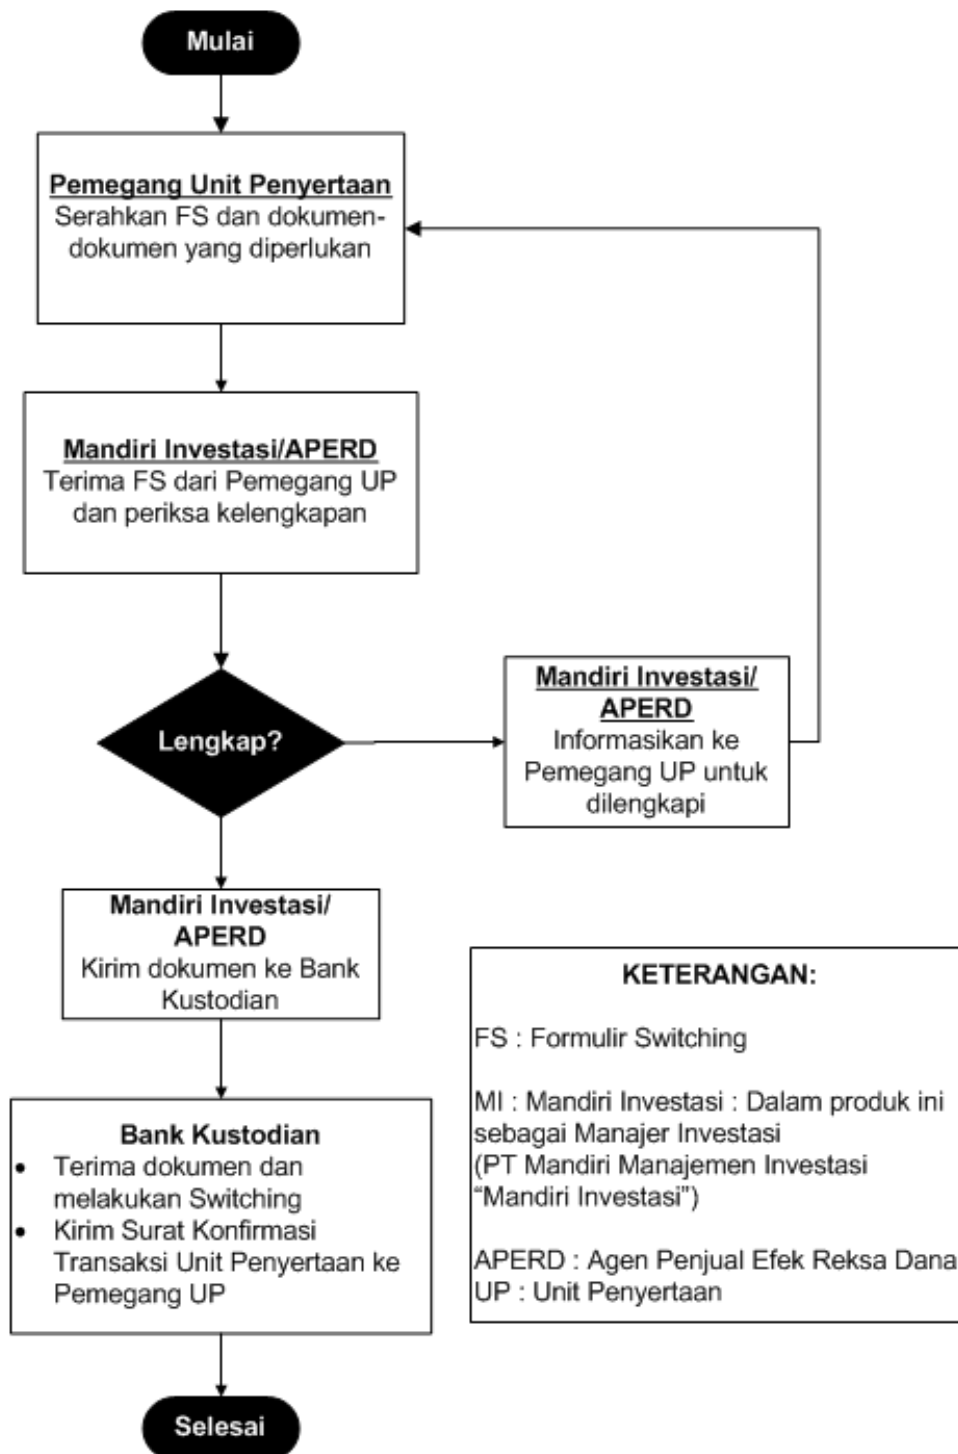 Mulai
Pemegang Unit Penyertaan
Serahkan FS dan dokumen-
dokumen yang diperlukan
Mandiri Investasi/APERD
Terima FS dari Pemegang UP
dan periksa kelengkapan
Lengkap?
Mandiri Investasi/
APERD
Informasikan ke
Pemegang UP untuk
dilengkapi
Mandiri Investasi/
APERD
Kirim dokumen ke Bank
Kustodian
Bank Kustodian
• Terima dokumen dan
melakukan Switching
• Kirim Surat Konfirmasi
Transaksi Unit Penyertaan ke
Pemegang UP
Selesai
KETERANGAN:
FS : Formulir Switching
MI : Mandiri Investasi : Dalam produk ini
sebagai Manajer Investasi
(PT Mandiri Manajemen Investasi
“Mandiri Investasi”)
APERD : Agen Penjual Efek Reksa Dana
UP : Unit Penyertaan